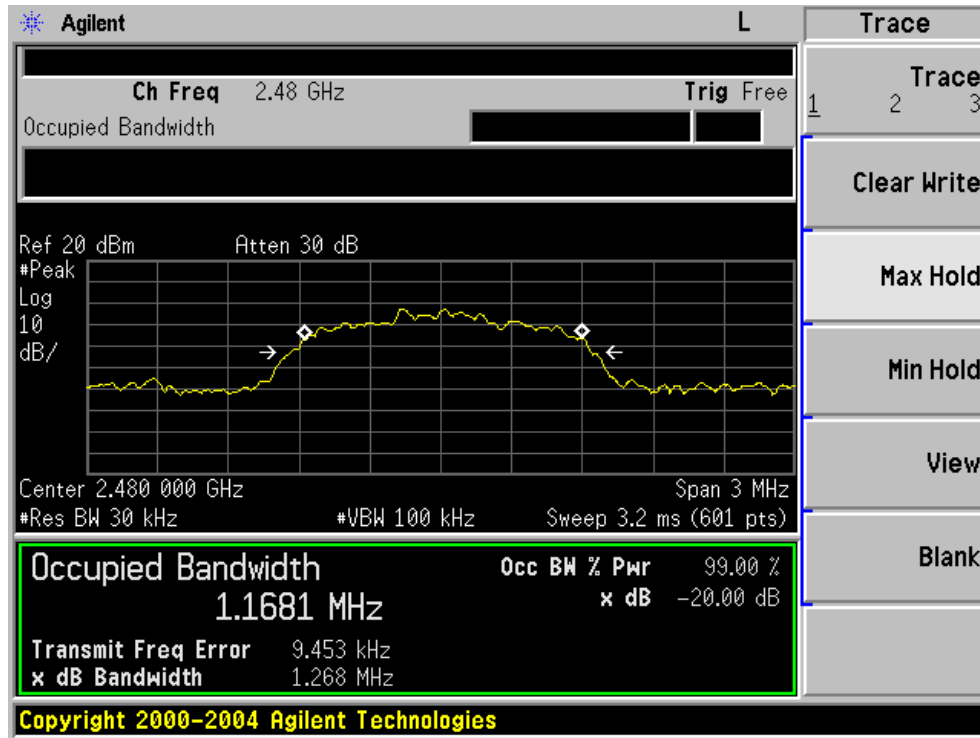 Agilent L Trace
Ch Freq 2.48 GHz Trig Free
Occupied Bandwidth
Trace
1 2 3
Clear Write
Max Hold
Min Hold
View
Blank
Ref 20 dBm Atten 30 dB
#Peak
Log
10
dB/
Center 2.480 000 GHz Span 3 MHz
#Res BW 30 kHz #VBW 100 kHz Sweep 3.2 ms (601 pts)
Occupied Bandwidth Occ BW % Pwr 99.00 %
1.1681 MHz x dB -20.00 dB
Transmit Freq Error 9.453 kHz
x dB Bandwidth 1.268 MHz
Copyright 2000-2004 Agilent Technologies